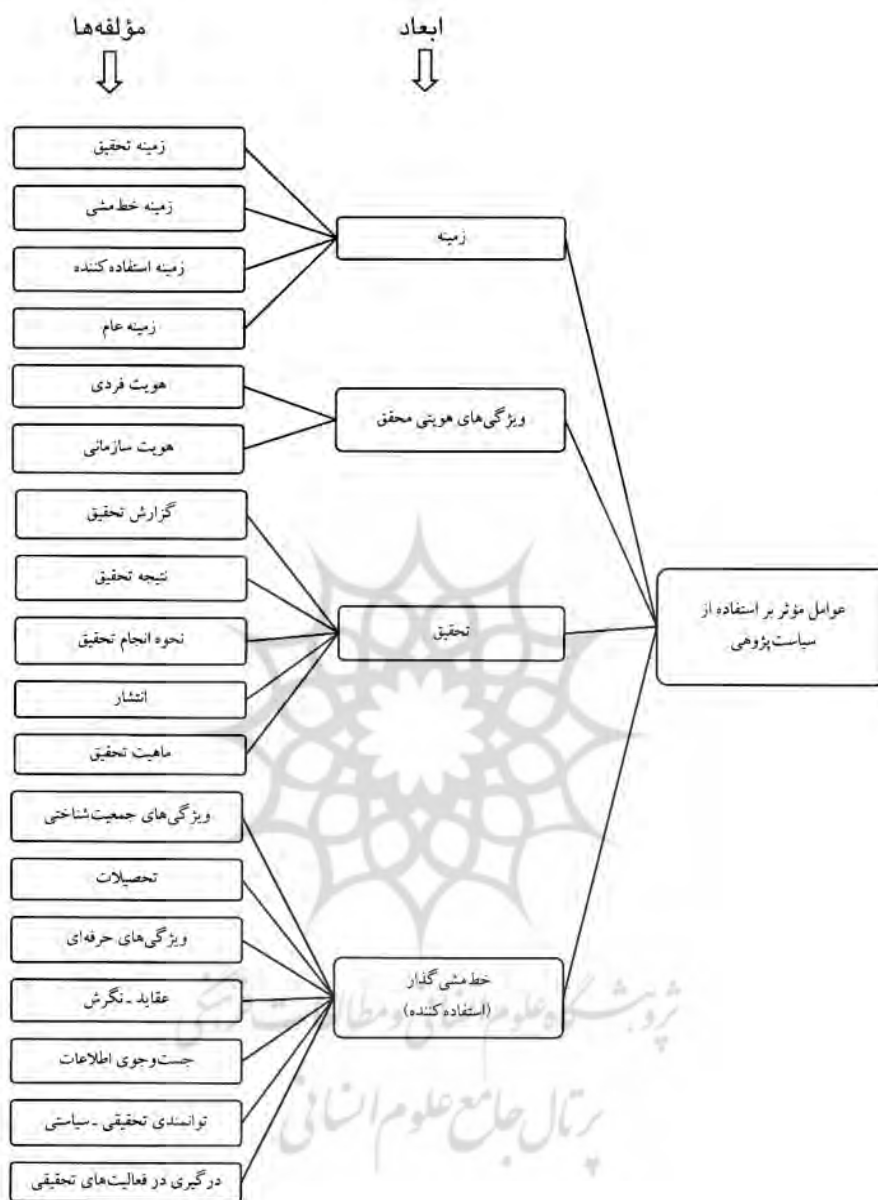 ابعاد
مؤلفه‌ها
عوامل مؤثر بر استفاده از
سیاست‌پژوهی
زمینه
زمینه تحقیق
زمینه خط‌مشی
زمینه استفاده‌کننده
زمینه عام
ویژگی‌های هویتی محقق
هویت فردی
هویت سازمانی
تحقیق
گزارش تحقیق
نتیجه تحقیق
نحوه انجام تحقیق
انتشار
ماهیت تحقیق
خط‌مشی‌گذار
(استفاده‌کننده)
ویژگی‌های جمعیت‌شناختی
تحصیلات
ویژگی‌های حرفه‌ای
عقاید ـ نگرش
جست‌وجوی اطلاعات
توانمندی تحقیقی ـ سیاستی
درگیری در فعالیت‌های تحقیقی
پژوهشگاه علوم انسانی و مطالعات فرهنگی
پرتال جامع علوم انسانی